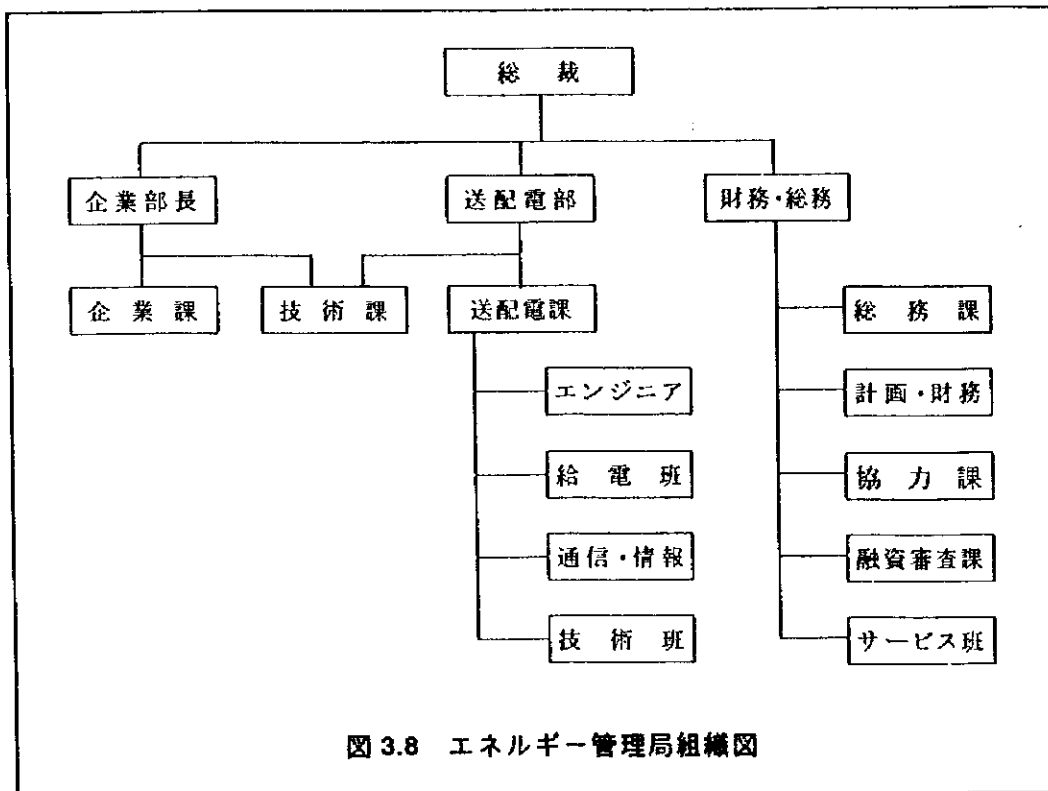 総裁
企業部長
送配電部
財務・総務
企業課
技術課
送配電課
総務課
エンジニア
計画・財務
給電班
協力課
通信・情報
融資審査課
技術班
サービス班
図 3.8 エネルギー管理局組織図